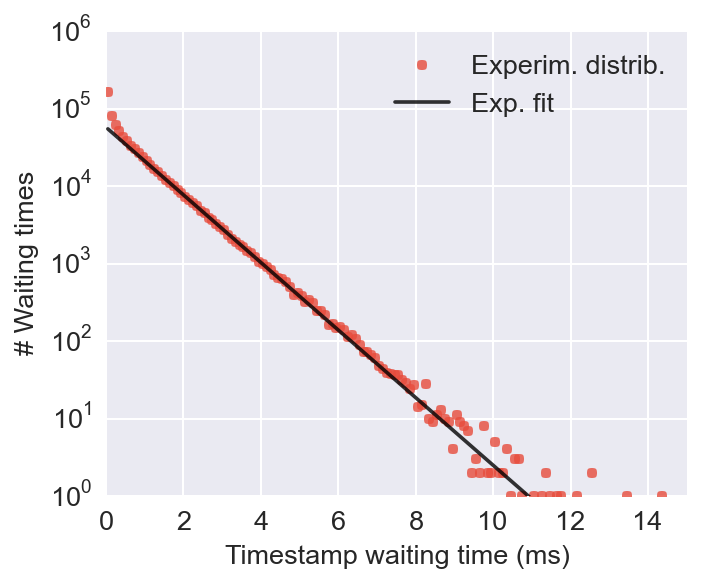 10^6
10^5
10^4
10^3
10^2
10^1
10^0
# Waiting times
Experim. distrib.
Exp. fit
0 2 4 6 8 10 12 14
Timestamp waiting time (ms)